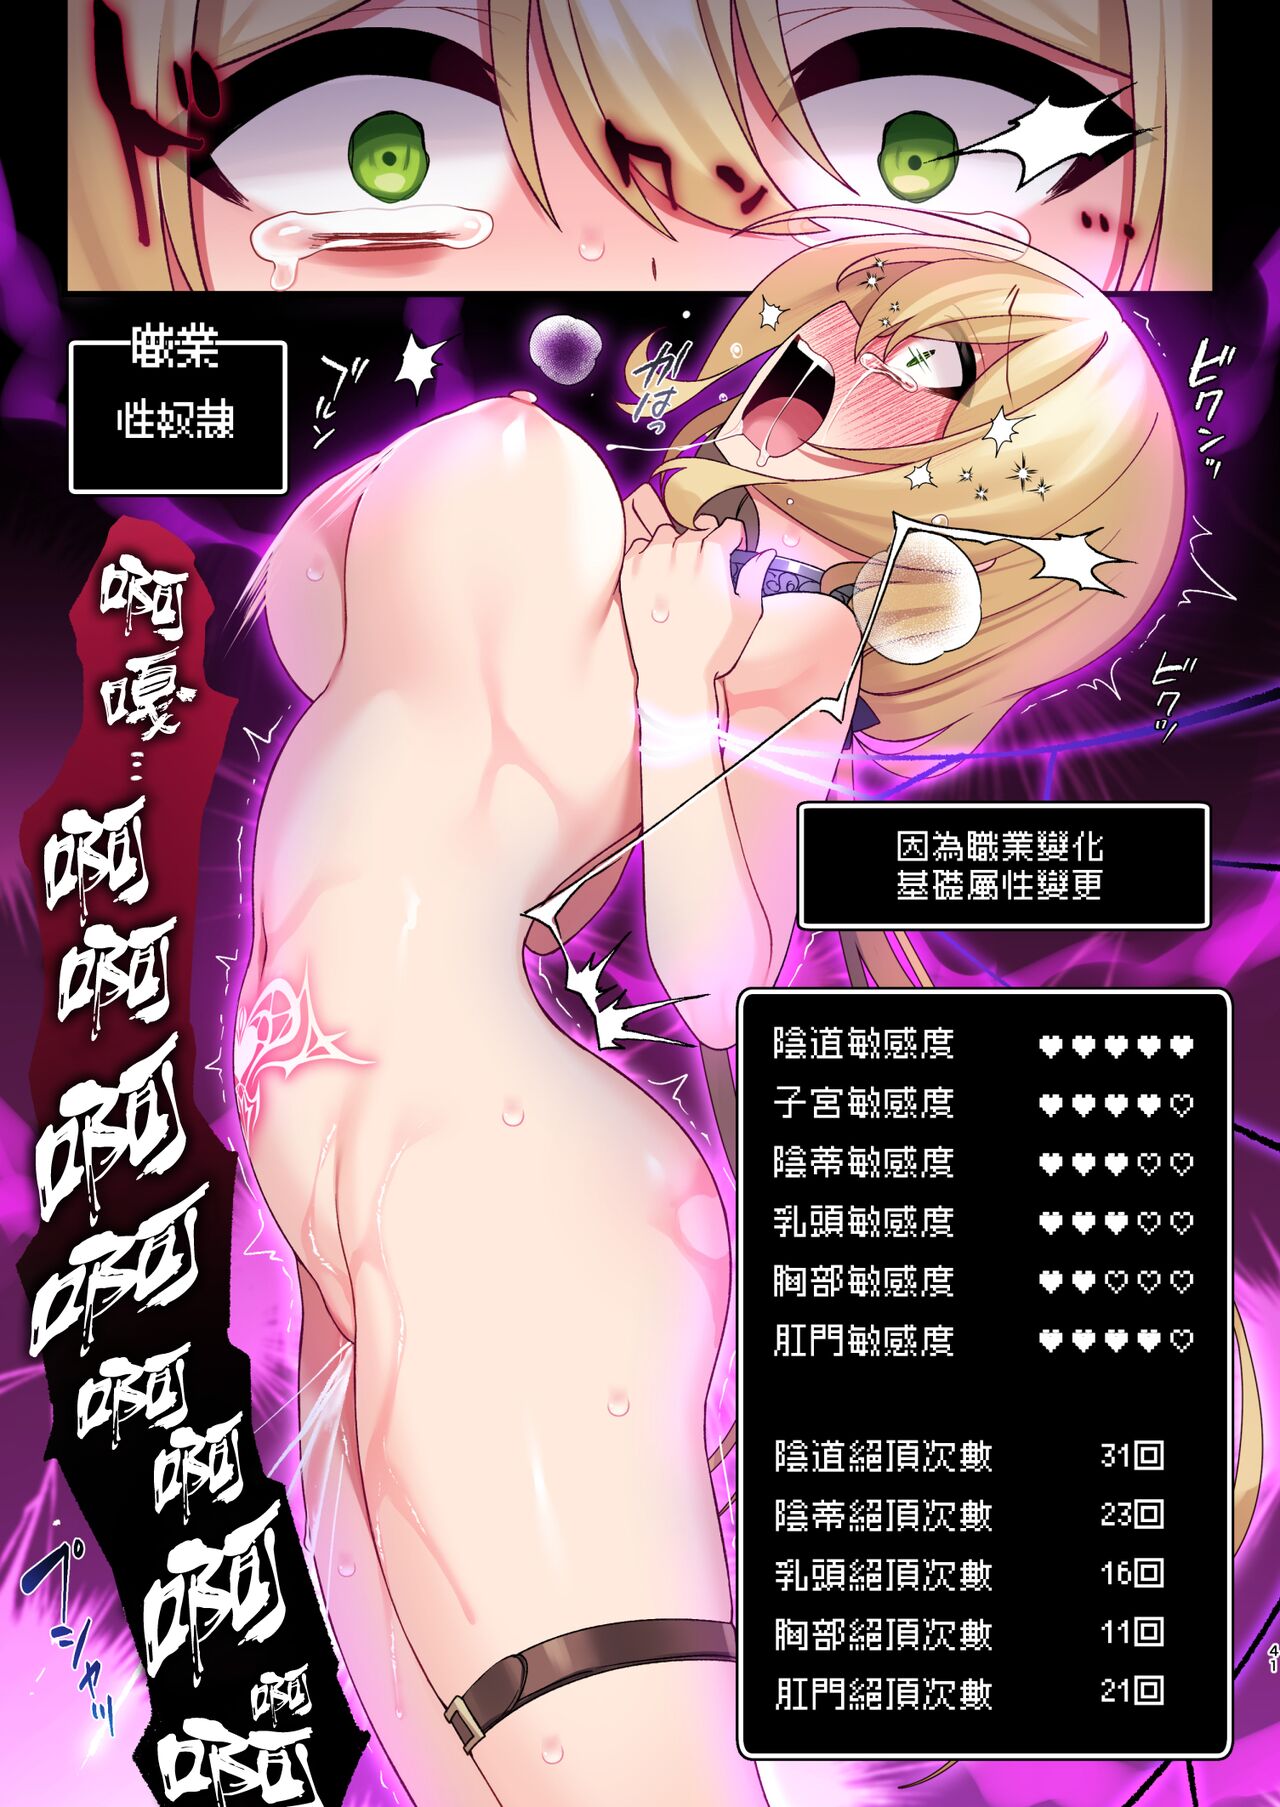 ドクン…
職業
性奴隷
ブルン
かはっ
ビクンッ
ビクッ
啊
嘎…
啊
啊
啊
啊
啊
啊
啊
啊
啊
プシャッ
因為職業變化
基礎屬性變更
陰道敏感度 ♥♥♥♥♥
子宮敏感度 ♥♥♥♥♡
陰蒂敏感度 ♥♥♥♡♡
乳頭敏感度 ♥♥♥♡♡
胸部敏感度 ♥♥♡♡♡
肛門敏感度 ♥♥♥♥♡
陰道絕頂次數 31回
陰蒂絕頂次數 23回
乳頭絕頂次數 16回
胸部絕頂次數 11回
肛門絕頂次數 21回
41